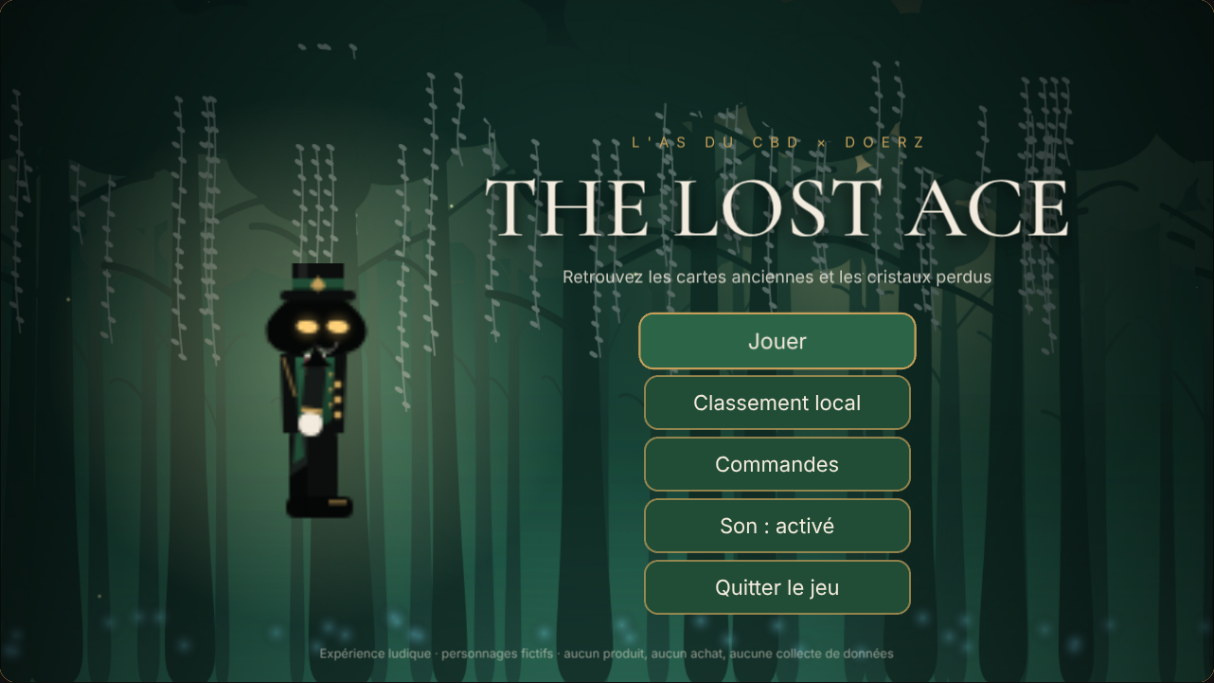 L'AS DU CBD × DOERZ
THE LOST ACE
Retrouvez les cartes anciennes et les cristaux perdus
Jouer
Classement local
Commandes
Son : activé
Quitter le jeu
Expérience ludique · personnages fictifs · aucun produit, aucun achat, aucune collecte de données